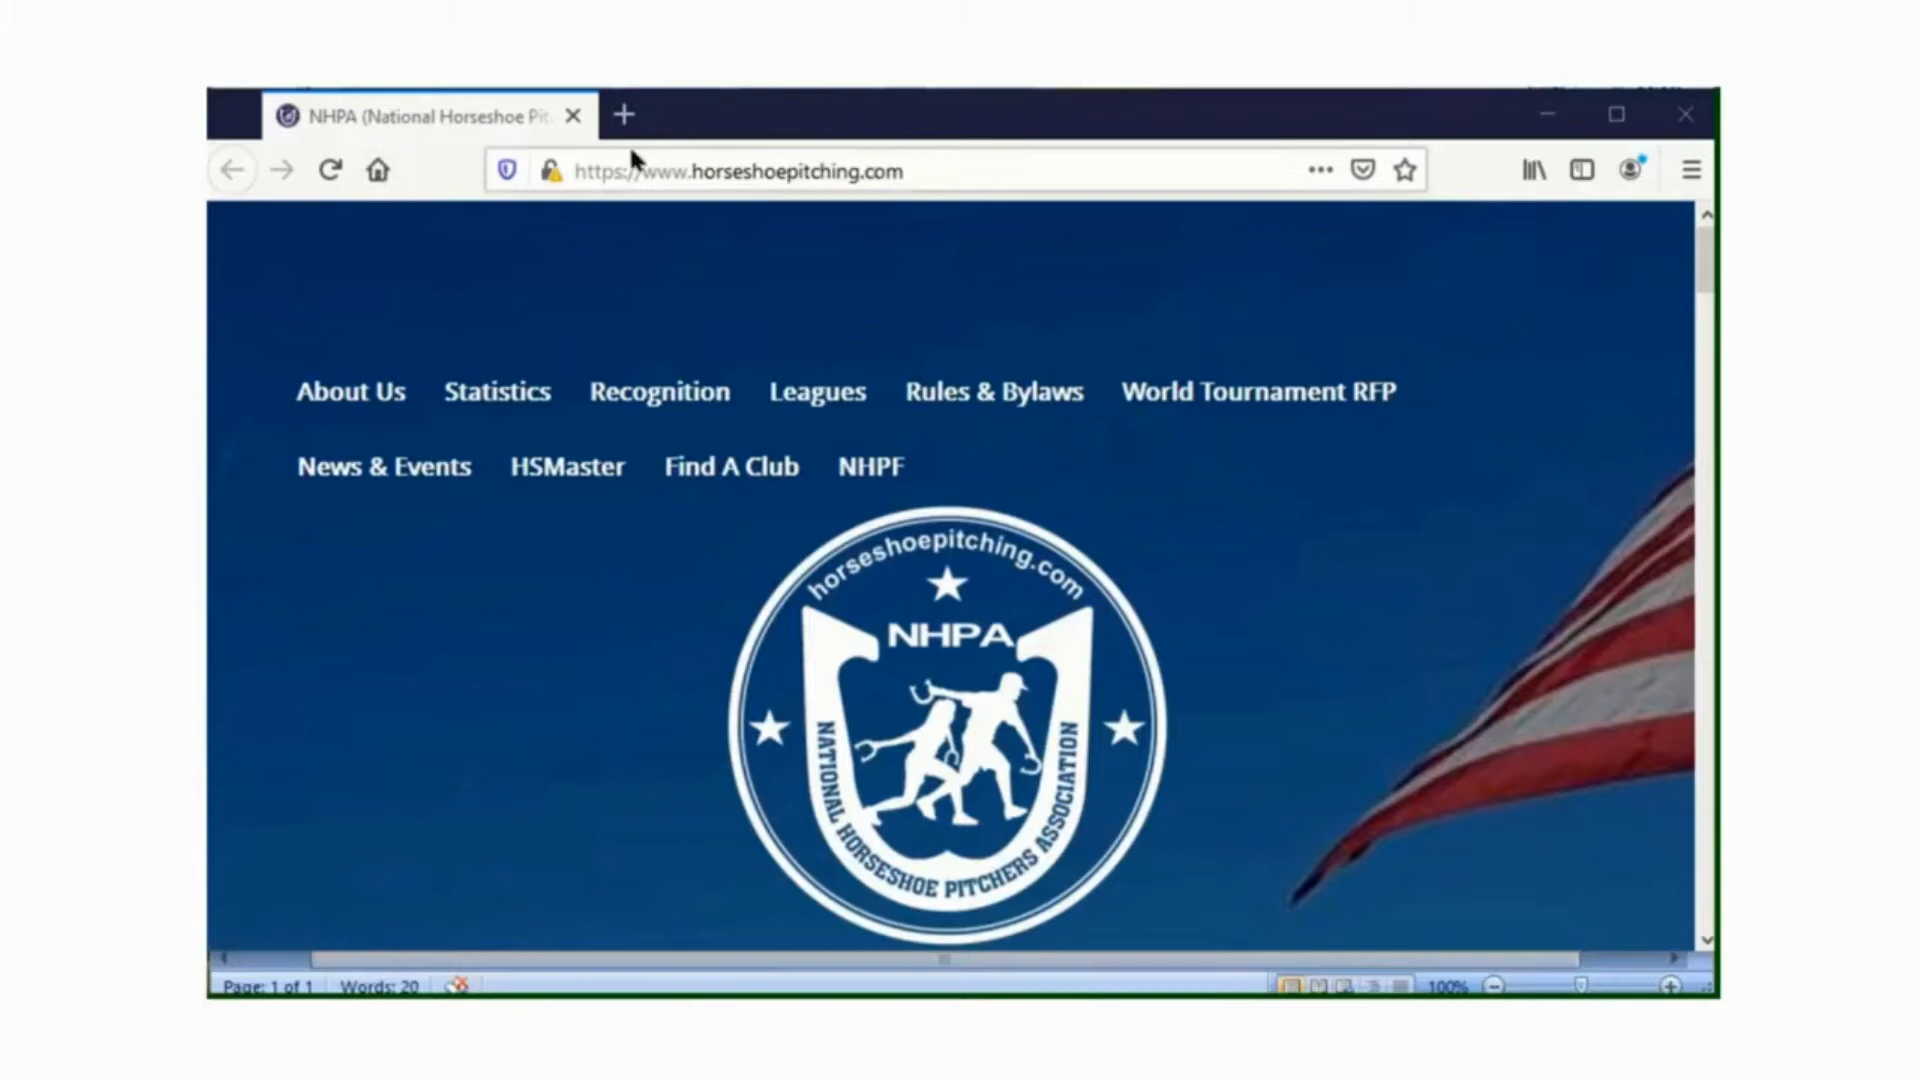 NHPA (National Horseshoe Pit
https://www.horseshoepitching.com
About Us Statistics Recognition Leagues Rules & Bylaws World Tournament RFP
News & Events HSMaster Find A Club NHPF
horseshoepitching.com
NHPA
NATIONAL HORSESHOE PITCHERS ASSOCIATION
Page: 1 of 1 Words: 20 100%